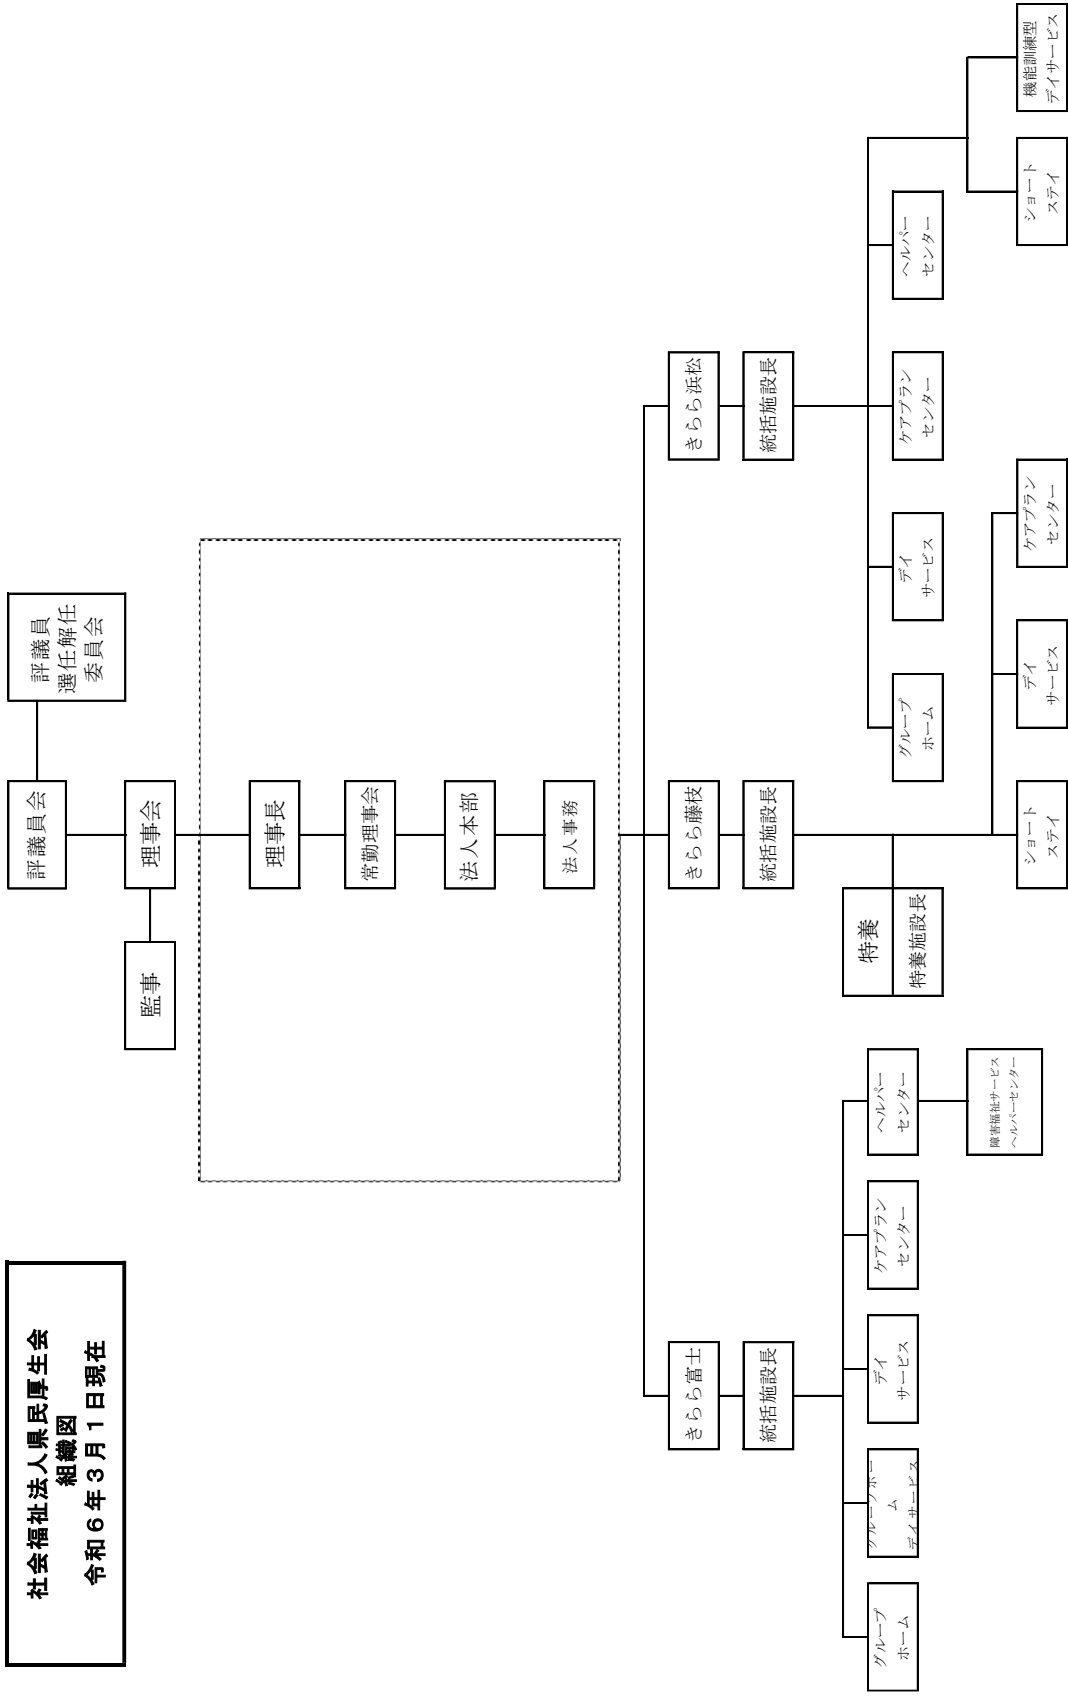 社会福祉法人県民厚生会
組織図
令和６年３月１日現在
評議員会
評議員
選任解任
委員会
監事
理事会
理事長
常勤理事会
法人本部
法人事務
きらら富士
きらら藤枝
きらら浜松
統括施設長
統括施設長
統括施設長
特養
特養施設長
グループ
ホーム
グループホー
ム
デイサービス
デイ
サービス
ケアプラン
センター
ヘルパー
センター
障害福祉サービス
ヘルパーセンター
ショート
ステイ
デイ
サービス
ケアプラン
センター
グループ
ホーム
デイ
サービス
ケアプラン
センター
ヘルパー
センター
ショート
ステイ
機能訓練型
デイサービス